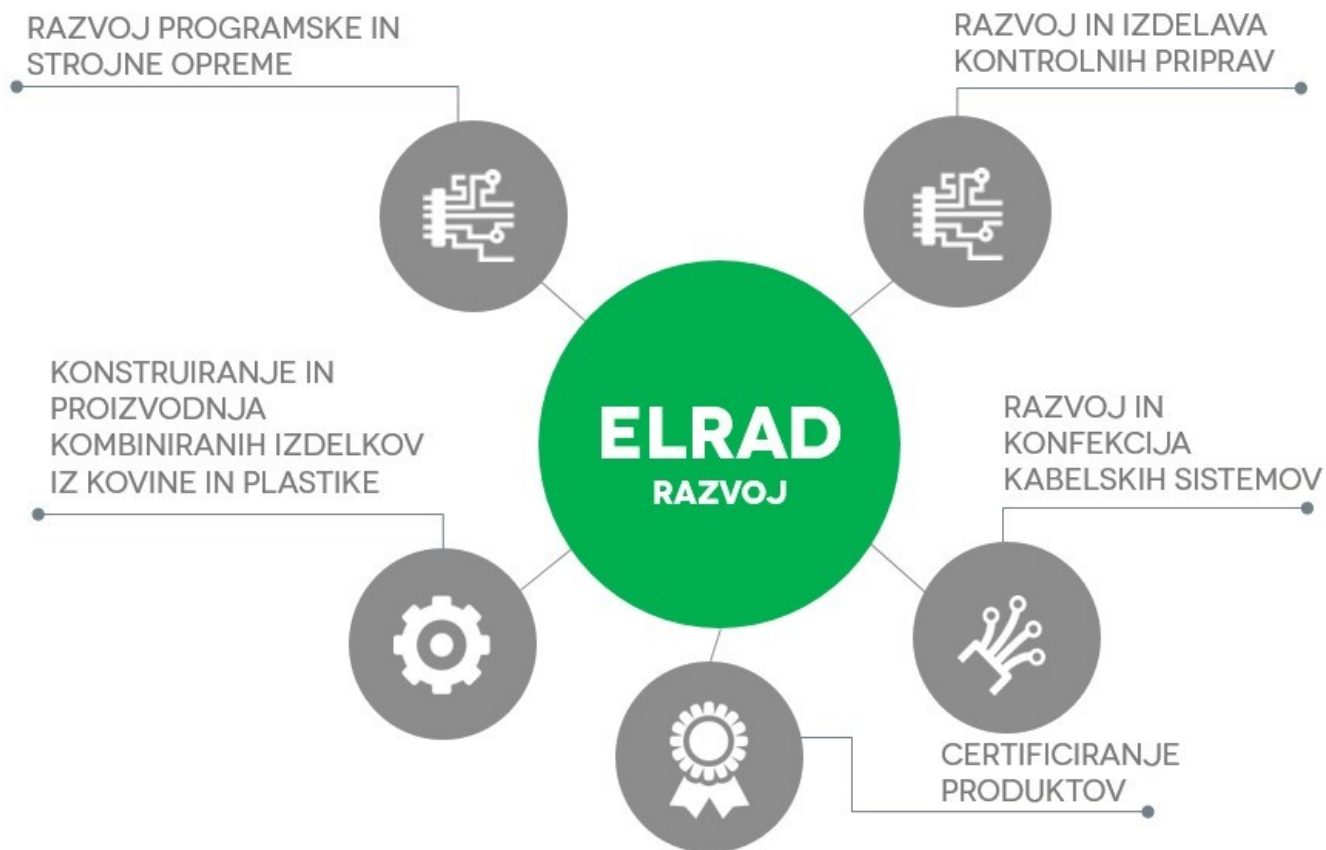 RAZVOJ PROGRAMSKE IN
STROJNE OPREME
RAZVOJ IN IZDELAVA
KONTROLNIH PRIPRAV
KONSTRUIRANJE IN
PROIZVODNJA
KOMBINIRANIH IZDELKOV
IZ KOVINE IN PLASTIKE
ELRAD
RAZVOJ
RAZVOJ IN
KONFEKCIJA
KABELSKIH SISTEMOV
CERTIFICIRANJE
PRODUKTOV